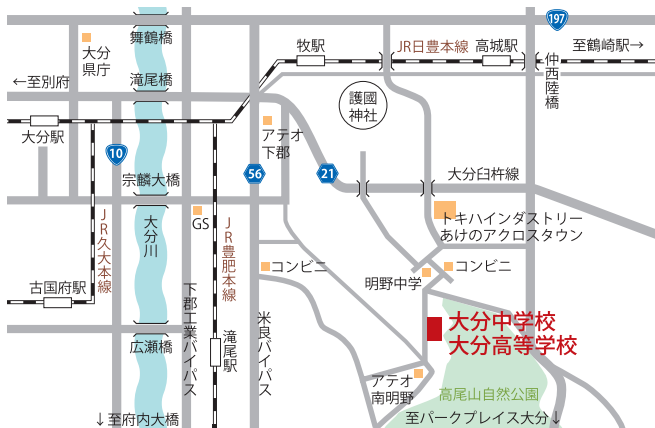 197
舞鶴橋
大分
県庁
牧駅
JR日豊本線
高城駅
至鶴崎駅→
仲西陸橋
←至別府
滝尾橋
護國
神社
大分駅
アテオ
下郡
10
宗麟大橋
56
21
大分臼杵線
JR久大本線
大分川
GS
JR豊肥本線
トキハインダストリー
あけのアクロスタウン
コンビニ
明野中学
コンビニ
古国府駅
下郡工業バイパス
米良バイパス
大分中学校
大分高等学校
広瀬橋
滝尾駅
アテオ
南明野
高尾山自然公園
↓至府内大橋
至パークプレイス大分↓